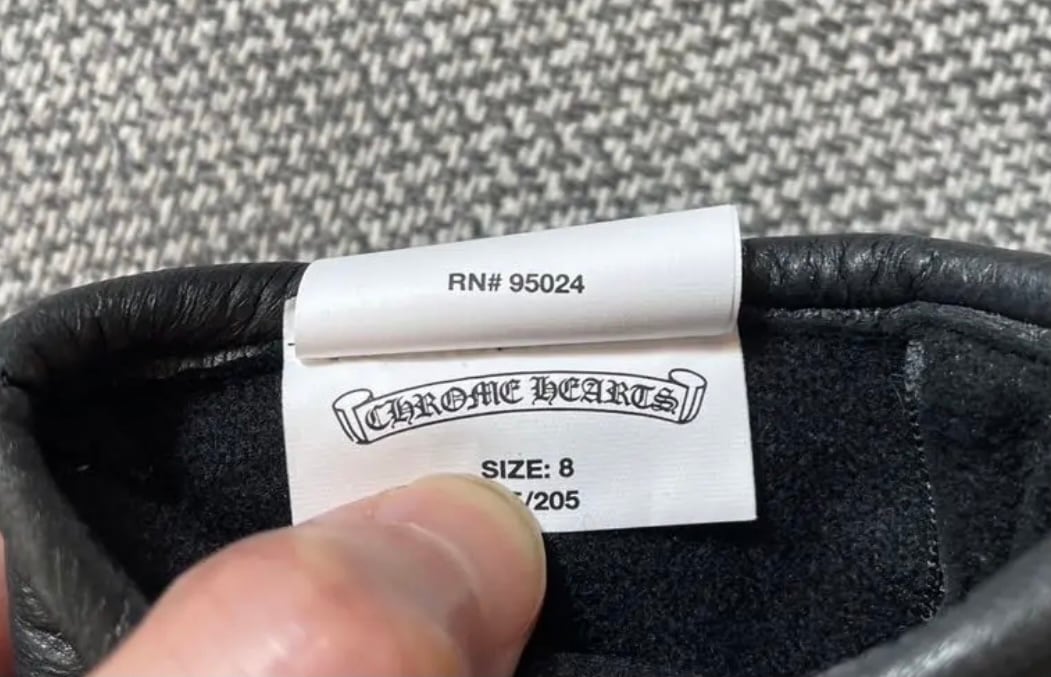 RN# 95024
CHROME HEARTS
SIZE: 8
/205